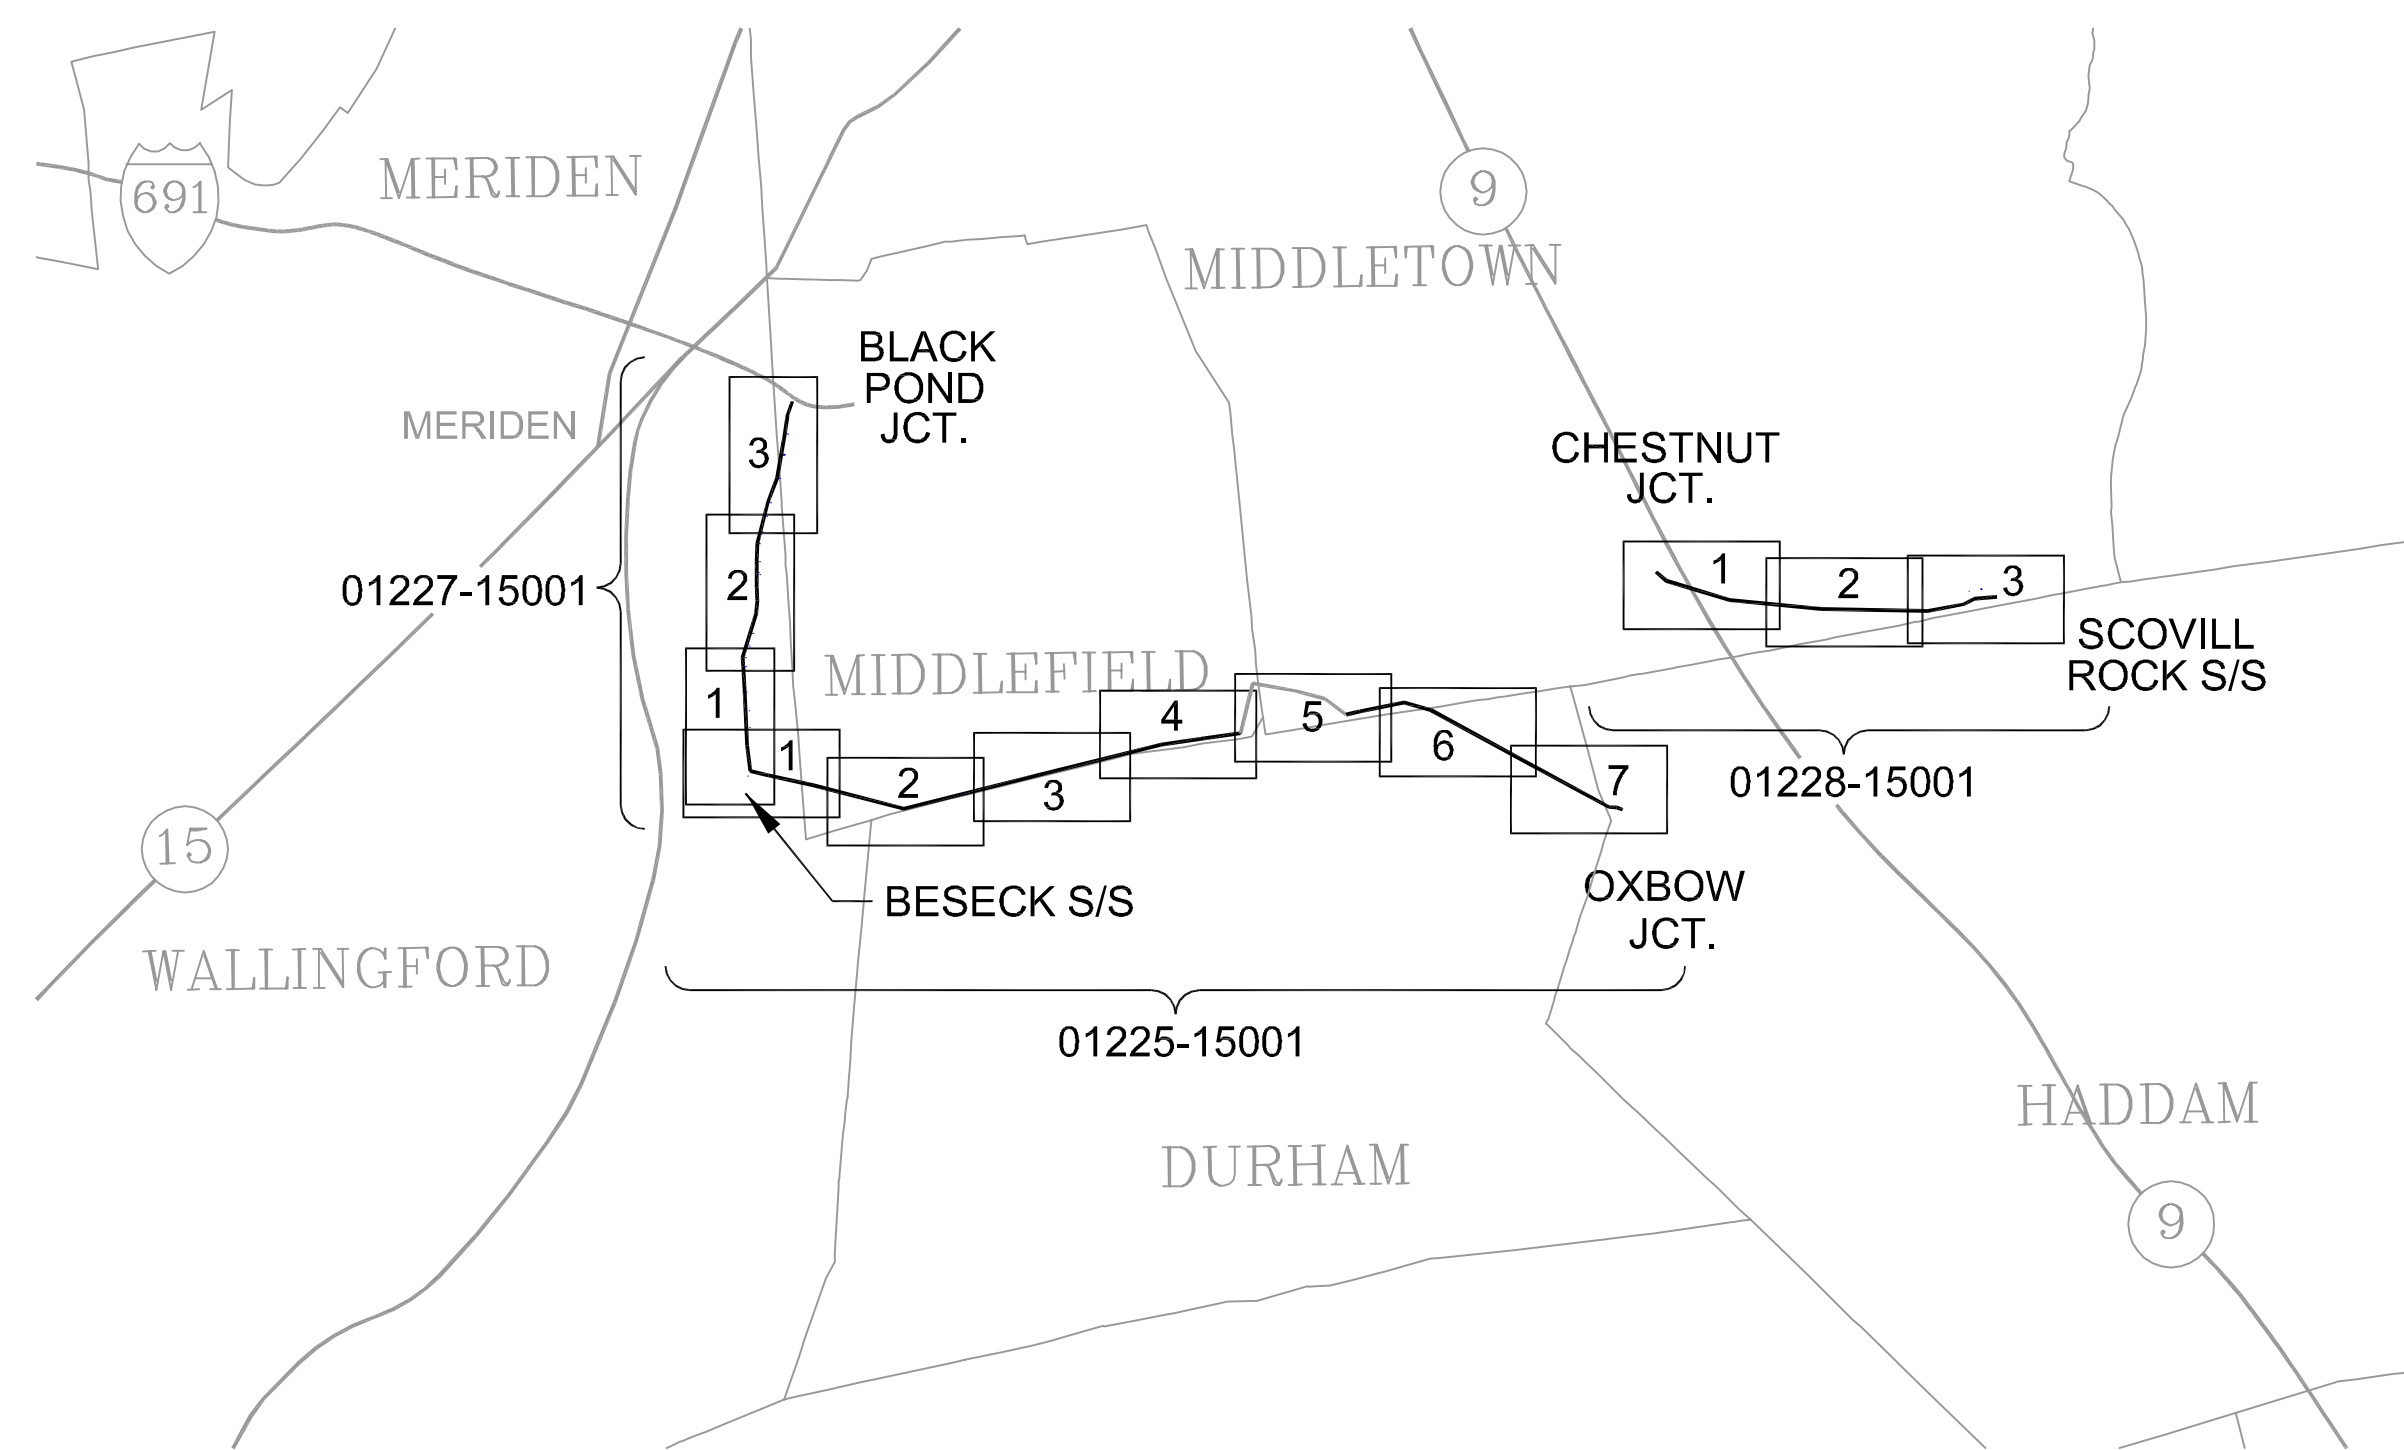 691
MERIDEN
9
MIDDLETOWN
BLACK
POND
JCT.
MERIDEN
CHESTNUT
JCT.
3
1
2
3
01227-15001
2
SCOVILL
ROCK S/S
MIDDLEFIELD
1
4
5
6
1
2
3
7
01228-15001
15
BESECK S/S
OXBOW
JCT.
WALLINGFORD
01225-15001
HADDAM
DURHAM
9